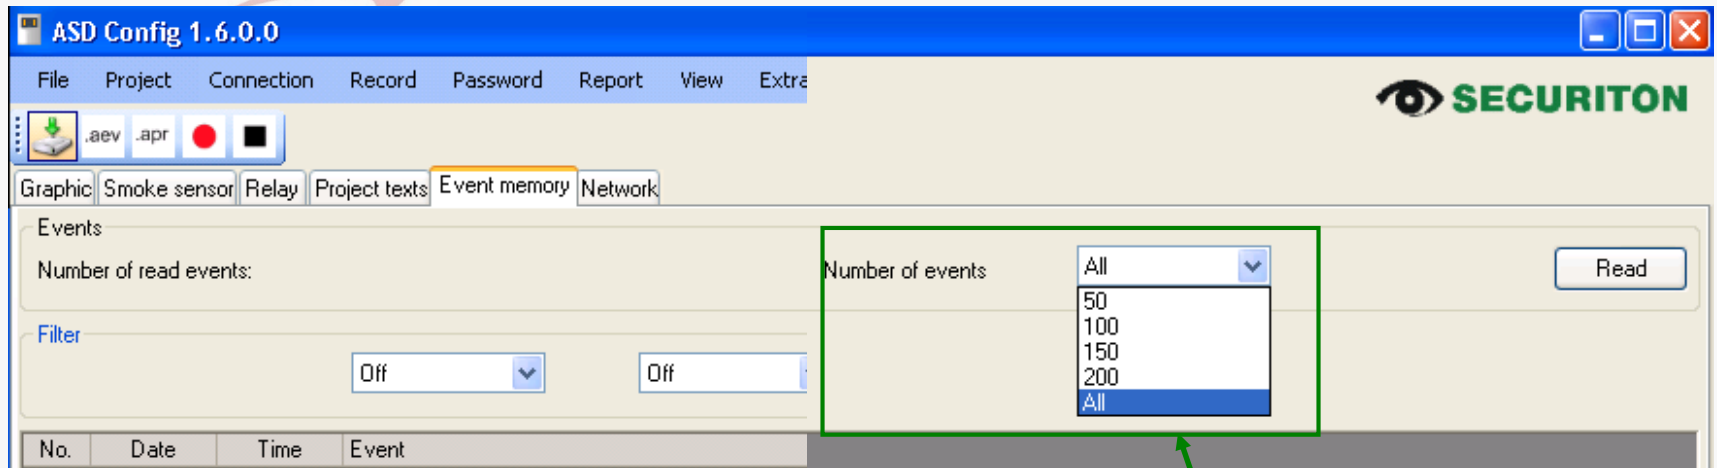 ASD Config 1.6.0.0
File Project Connection Record Password Report View Extra
SECURITON
.aev .apr
Graphic Smoke sensor Relay Project texts Event memory Network
Events
Number of read events: Number of events All Read
50
100
150
200
All
Filter
Off Off
No. Date Time Event